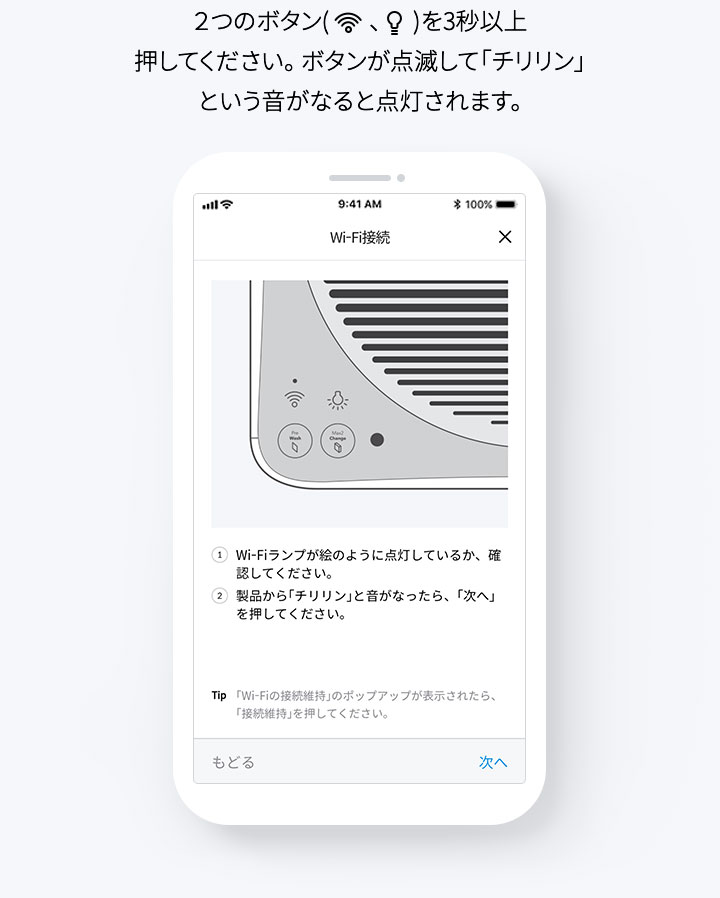 2つのボタン( 、 )を3秒以上
押してください。ボタンが点滅して「チリリン」
という音がなると点灯されます。
9:41 AM
100%
Wi-Fi接続
Pre
Wash
Max2
Change
1 Wi-Fiランプが絵のように点灯しているか、確
認してください。
2 製品から「チリリン」と音がなったら、「次へ」
を押してください。
Tip 「Wi-Fiの接続維持」のポップアップが表示されたら、
「接続維持」を押してください。
もどる 次へ